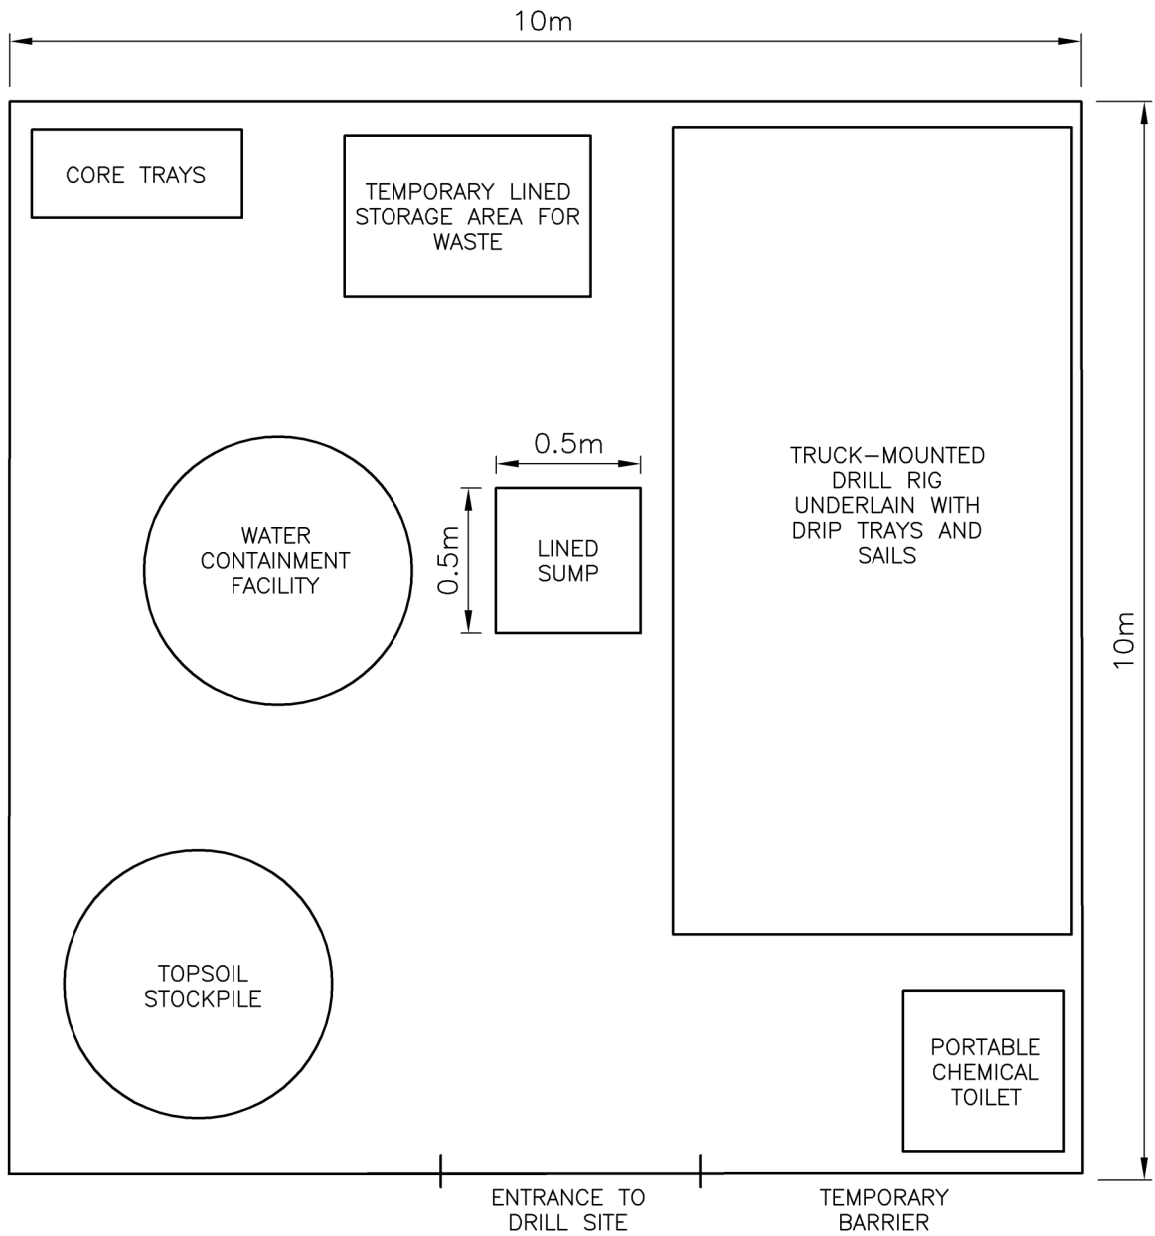 10m
CORE TRAYS
TEMPORARY LINED
STORAGE AREA FOR
WASTE
0.5m
0.5m
LINED
SUMP
WATER
CONTAINMENT
FACILITY
TRUCK-MOUNTED
DRILL RIG
UNDERLAIN WITH
DRIP TRAYS AND
SAILS
10m
TOPSOIL
STOCKPILE
PORTABLE
CHEMICAL
TOILET
ENTRANCE TO
DRILL SITE
TEMPORARY
BARRIER